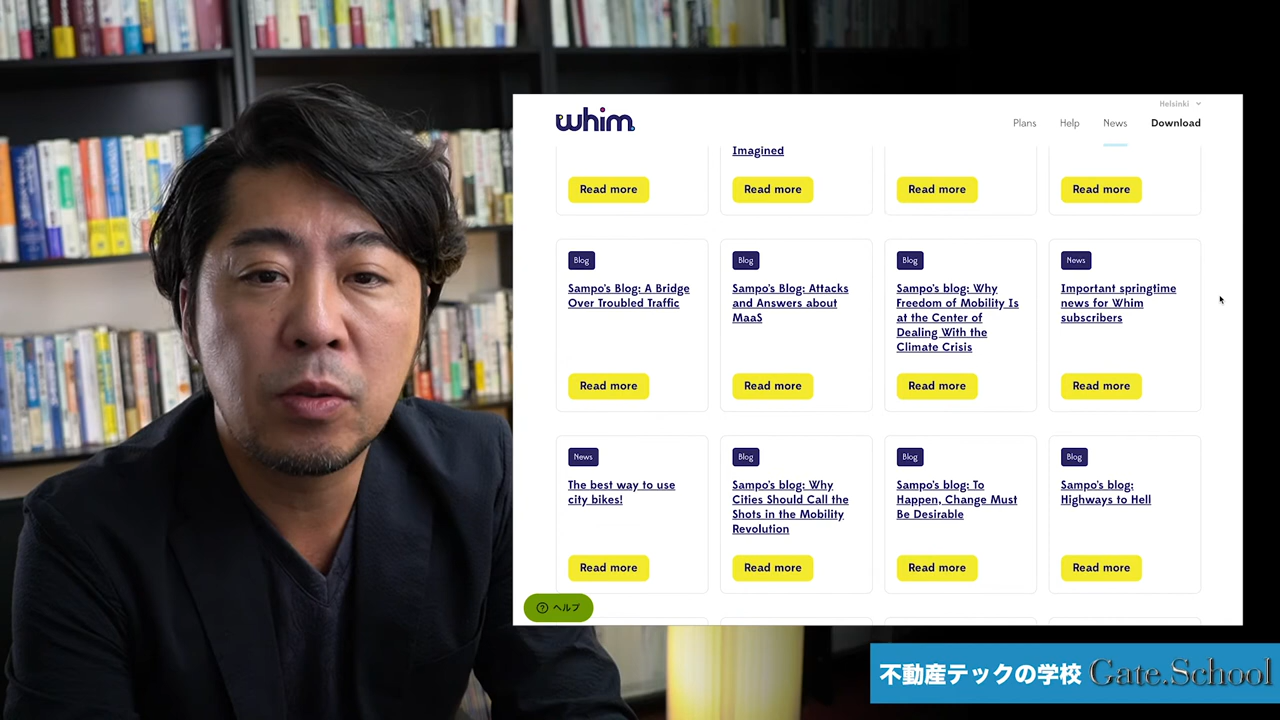 whim
Helsinki
Plans
Help
News
Download
Imagined
Read more
Read more
Read more
Read more
Blog
Sampo's Blog: A Bridge
Over Troubled Traffic
Read more
Blog
Sampo's Blog: Attacks
and Answers about
MaaS
Read more
Blog
Sampo's blog: Why
Freedom of Mobility Is
at the Center of
Dealing With the
Climate Crisis
Read more
News
Important springtime
news for Whim
subscribers
Read more
News
The best way to use
city bikes!
Read more
Blog
Sampo's blog: Why
Cities Should Call the
Shots in the Mobility
Revolution
Read more
Blog
Sampo's blog: To
Happen, Change Must
Be Desirable
Read more
Blog
Sampo's blog:
Highways to Hell
Read more
ヘルプ
不動産テックの学校 Gate.School